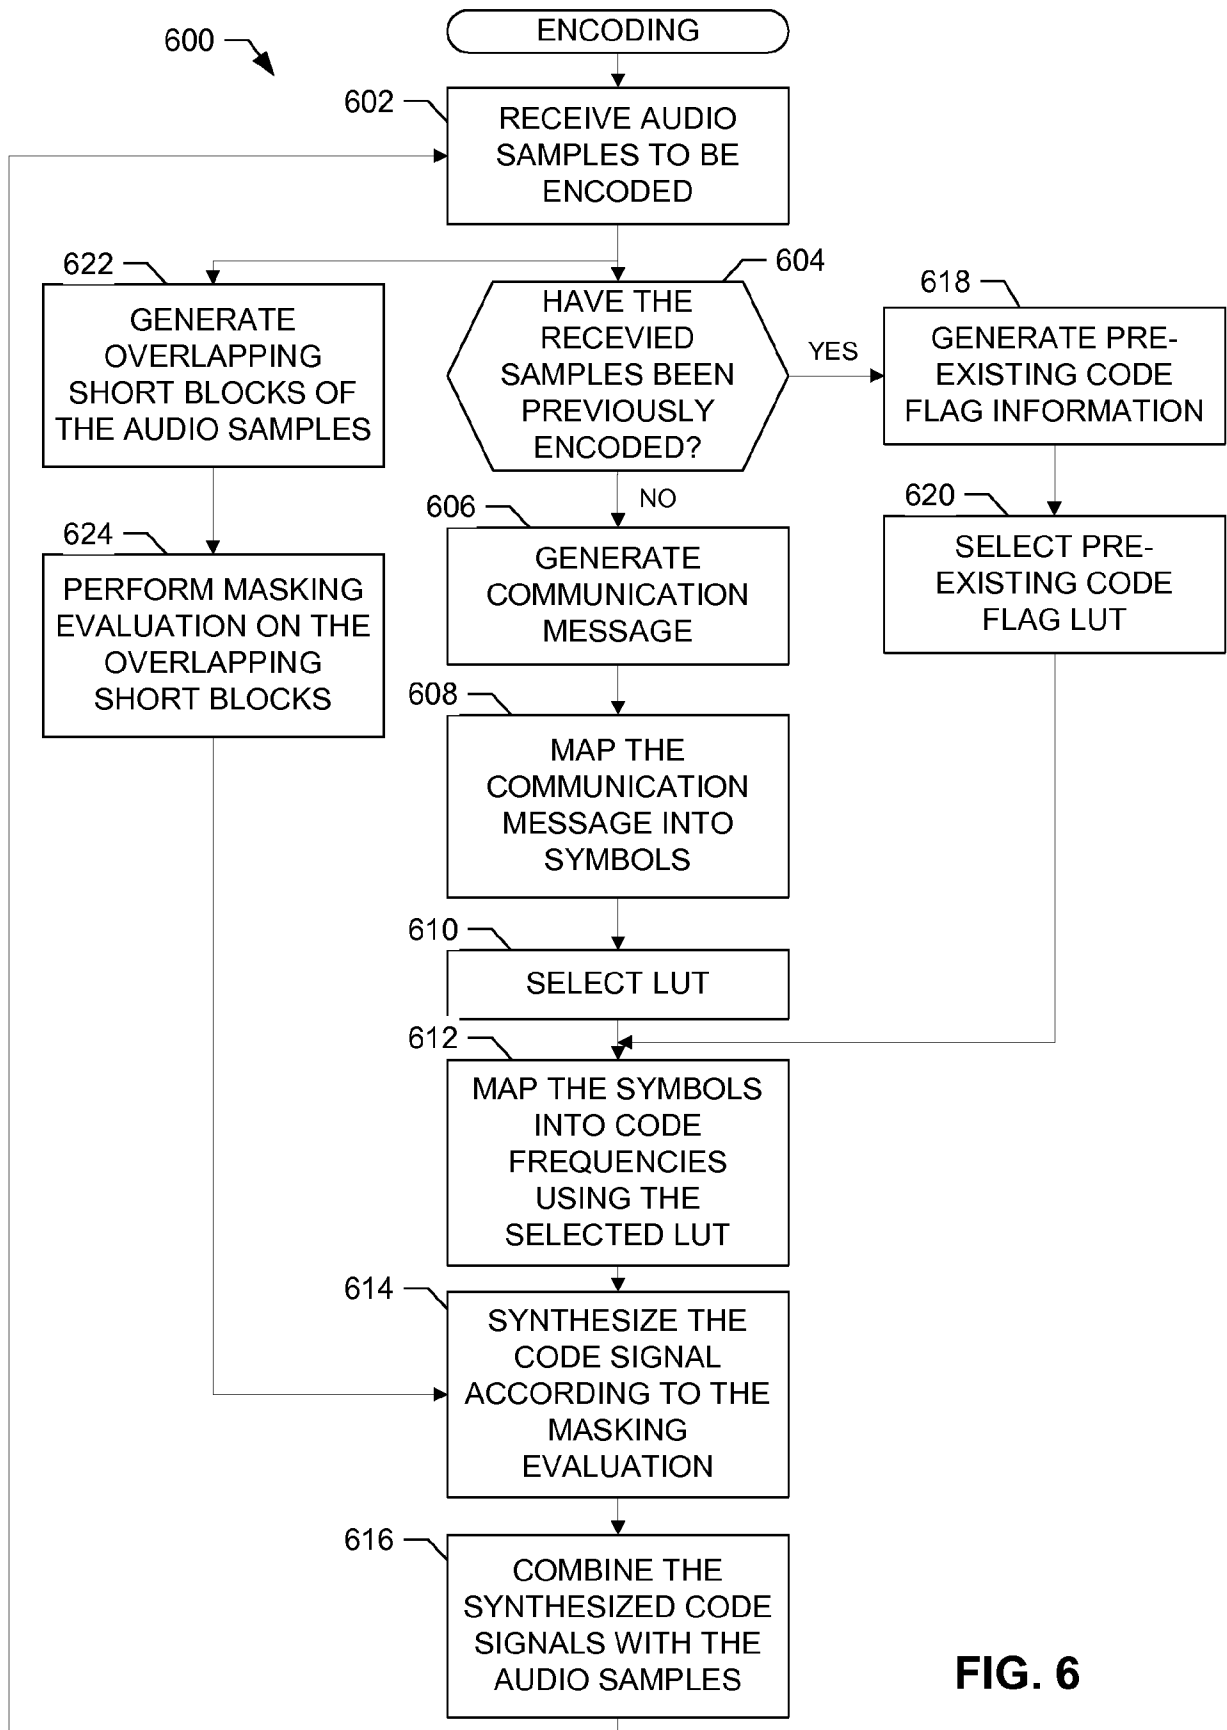 ENCODING
600
602
RECEIVE AUDIO
SAMPLES TO BE
ENCODED
622
GENERATE
OVERLAPPING
SHORT BLOCKS OF
THE AUDIO SAMPLES
604
HAVE THE
RECEVIED
SAMPLES BEEN
PREVIOUSLY
ENCODED?
YES
618
GENERATE PRE-
EXISTING CODE
FLAG INFORMATION
NO
624
PERFORM MASKING
EVALUATION ON THE
OVERLAPPING
SHORT BLOCKS
606
GENERATE
COMMUNICATION
MESSAGE
620
SELECT PRE-
EXISTING CODE
FLAG LUT
608
MAP THE
COMMUNICATION
MESSAGE INTO
SYMBOLS
610
SELECT LUT
612
MAP THE SYMBOLS
INTO CODE
FREQUENCIES
USING THE
SELECTED LUT
614
SYNTHESIZE THE
CODE SIGNAL
ACCORDING TO THE
MASKING
EVALUATION
616
COMBINE THE
SYNTHESIZED CODE
SIGNALS WITH THE
AUDIO SAMPLES
FIG. 6